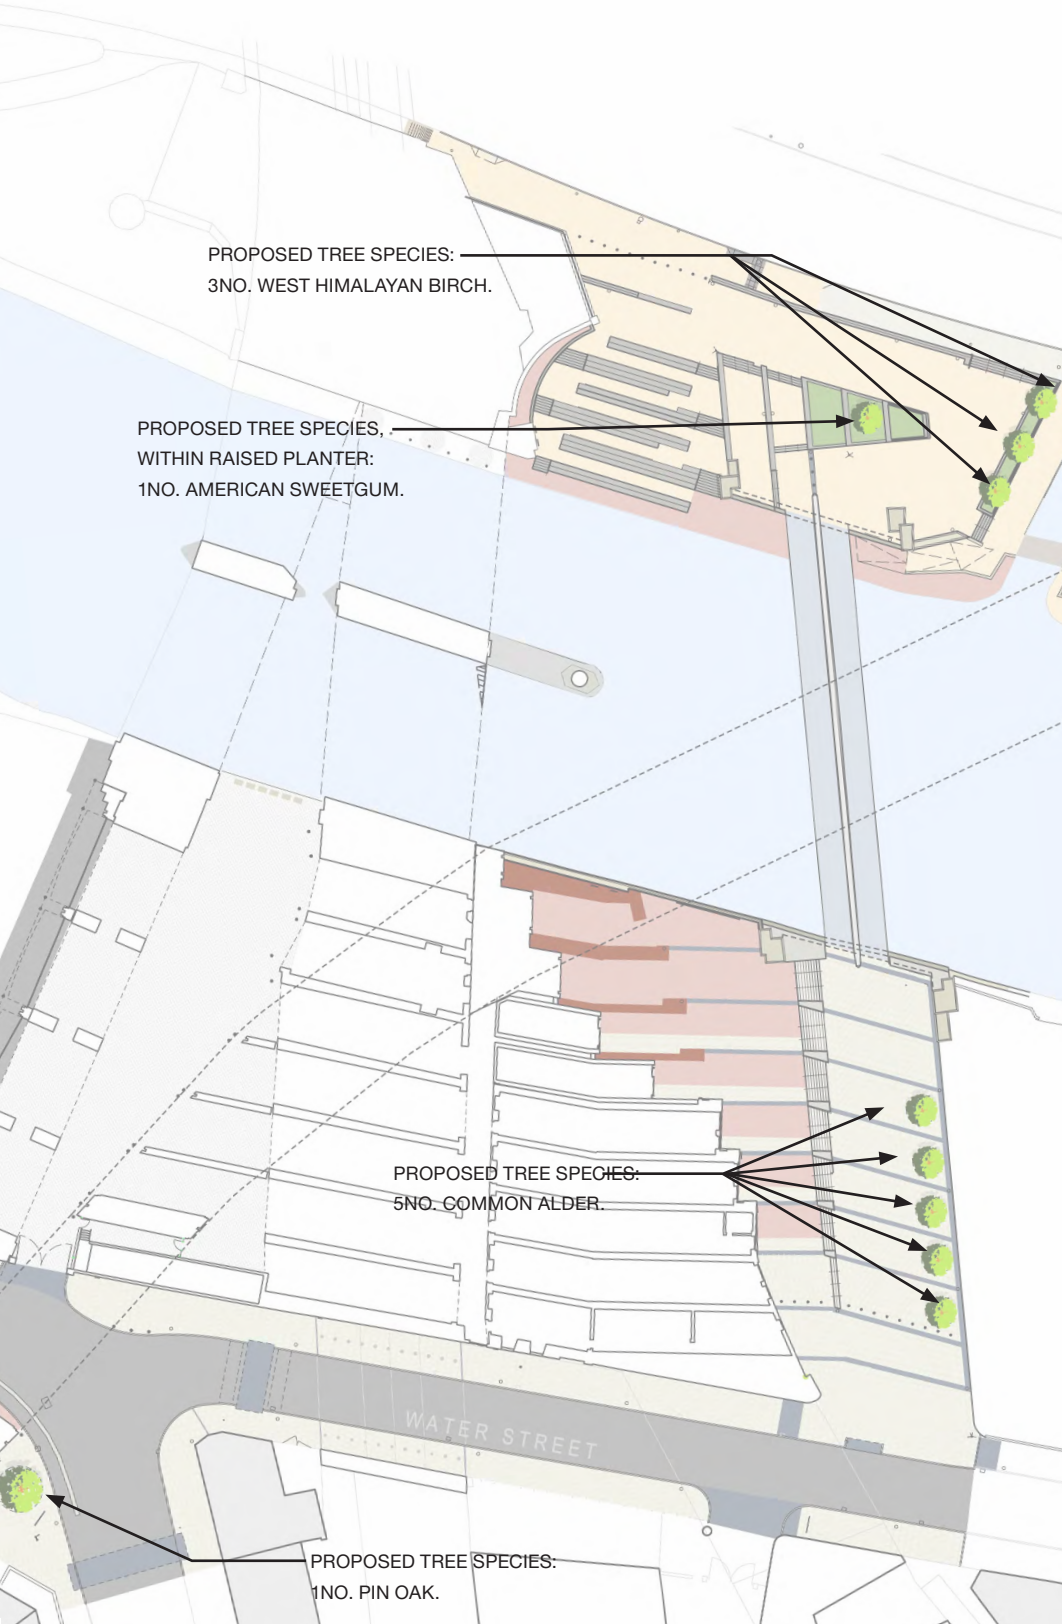 PROPOSED TREE SPECIES:
3NO. WEST HIMALAYAN BIRCH.
PROPOSED TREE SPECIES,
WITHIN RAISED PLANTER:
1NO. AMERICAN SWEETGUM.
PROPOSED TREE SPECIES:
5NO. COMMON ALDER.
WATER STREET
PROPOSED TREE SPECIES:
1NO. PIN OAK.